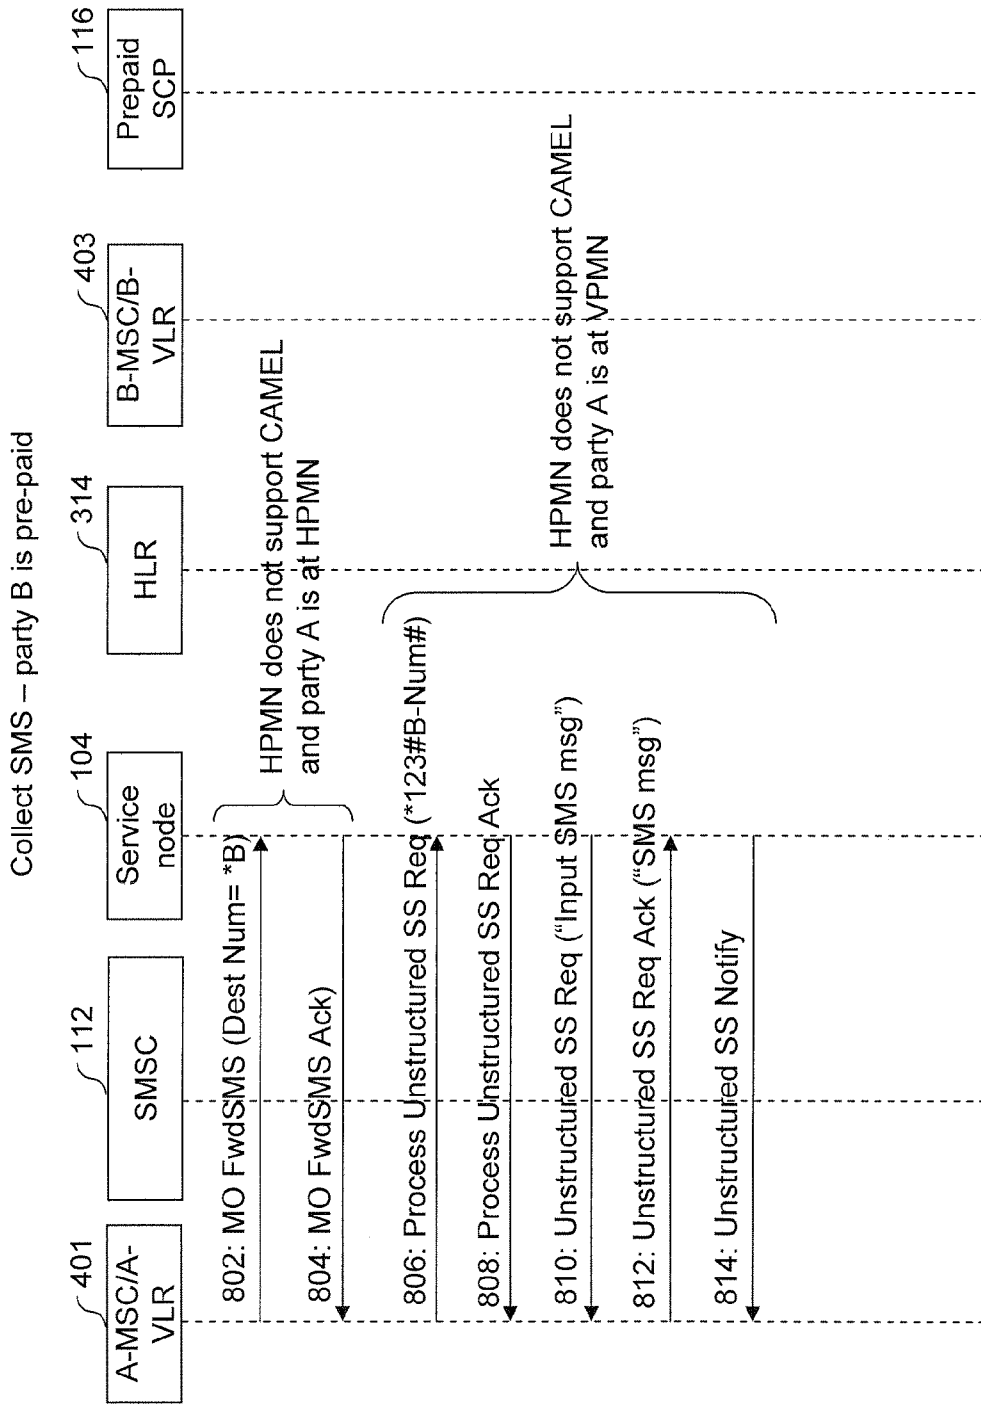 Collect SMS – party B is pre-paid
401
A-MSC/A-
VLR
112
SMSC
104
Service
node
314
HLR
403
B-MSC/B-
VLR
116
Prepaid
SCP
802: MO FwdSMS (Dest Num= *B)
804: MO FwdSMS Ack)
HPMN does not support CAMEL
and party A is at HPMN
806: Process Unstructured SS Req (*123#B-Num#)
808: Process Unstructured SS Req Ack
810: Unstructured SS Req (“Input SMS msg”)
812: Unstructured SS Req Ack (“SMS msg”)
814: Unstructured SS Notify
HPMN does not support CAMEL
and party A is at VPMN